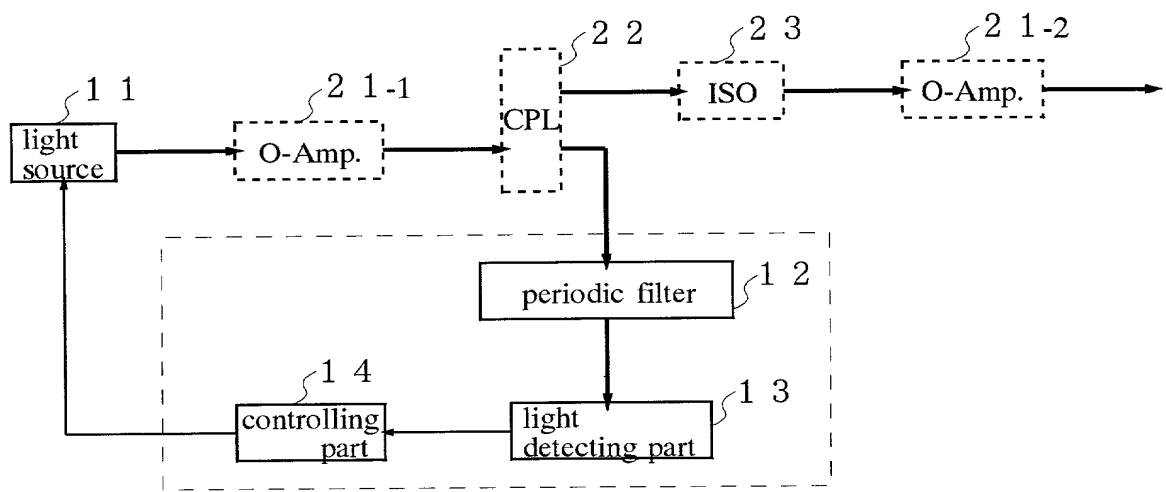 2 2
2 3
2 1-2
1 1
2 1-1
light
source
O-Amp.
CPL
ISO
O-Amp.
periodic filter
1 2
1 4
controlling
part
light
detecting part
1 3